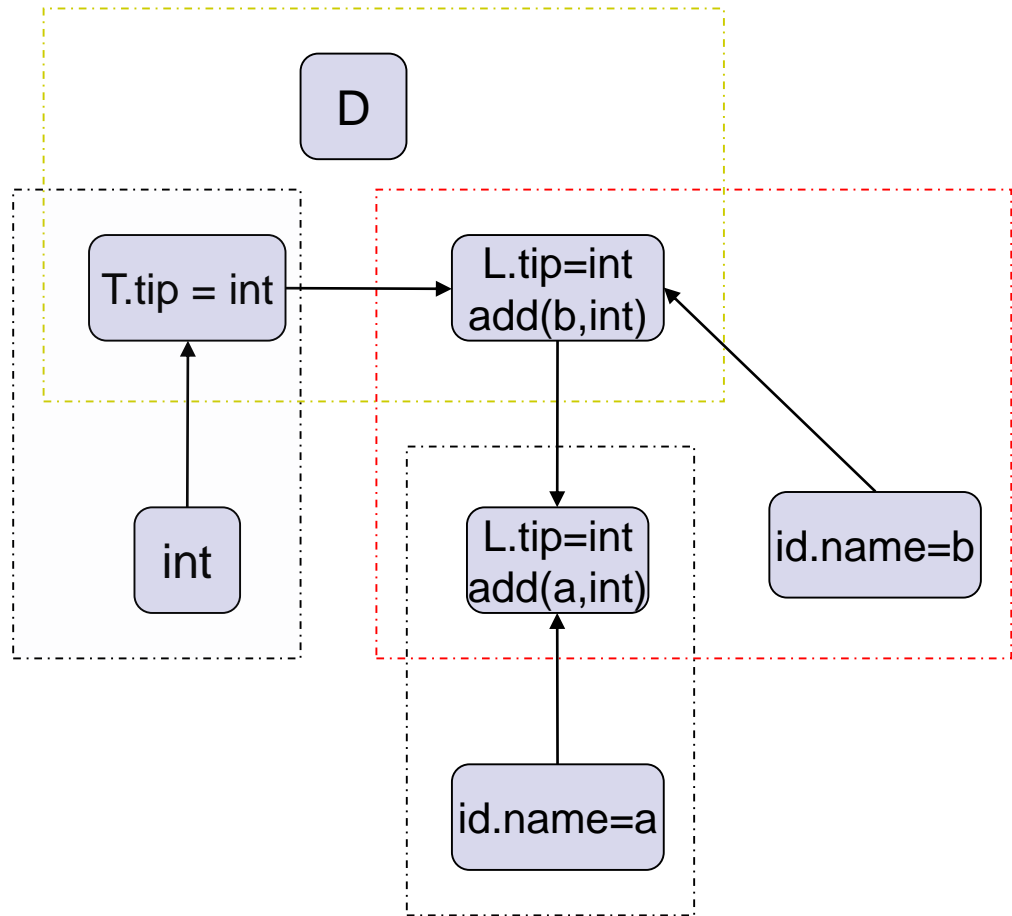 D
T.tip = int
L.tip=int
add(b,int)
int
L.tip=int
add(a,int)
id.name=b
id.name=a